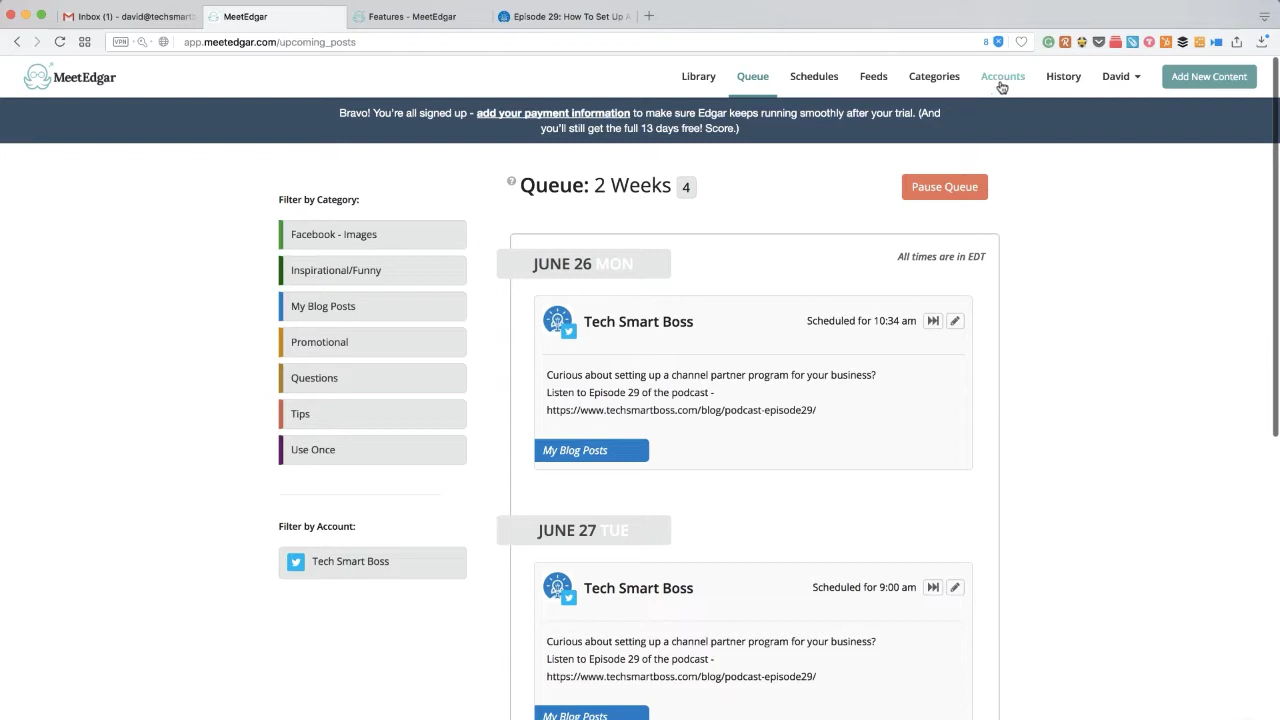 Inbox (1) - david@techsmartb
MeetEdgar
Features - MeetEdgar
Episode 29: How To Set Up A
VPN
app.meetedgar.com/upcoming_posts
8
MeetEdgar
Library
Queue
Schedules
Feeds
Categories
Accounts
History
David
Add New Content
Bravo! You're all signed up - add your payment information to make sure Edgar keeps running smoothly after your trial. (And
you'll still get the full 13 days free! Score.)
Filter by Category:
Facebook - Images
Inspirational/Funny
My Blog Posts
Promotional
Questions
Tips
Use Once
Filter by Account:
Tech Smart Boss
Queue: 2 Weeks 4
Pause Queue
JUNE 26 MON
All times are in EDT
Tech Smart Boss
Scheduled for 10:34 am
Curious about setting up a channel partner program for your business?
Listen to Episode 29 of the podcast -
https://www.techsmartboss.com/blog/podcast-episode29/
My Blog Posts
JUNE 27 TUE
Tech Smart Boss
Scheduled for 9:00 am
Curious about setting up a channel partner program for your business?
Listen to Episode 29 of the podcast -
https://www.techsmartboss.com/blog/podcast-episode29/
My Blog Posts